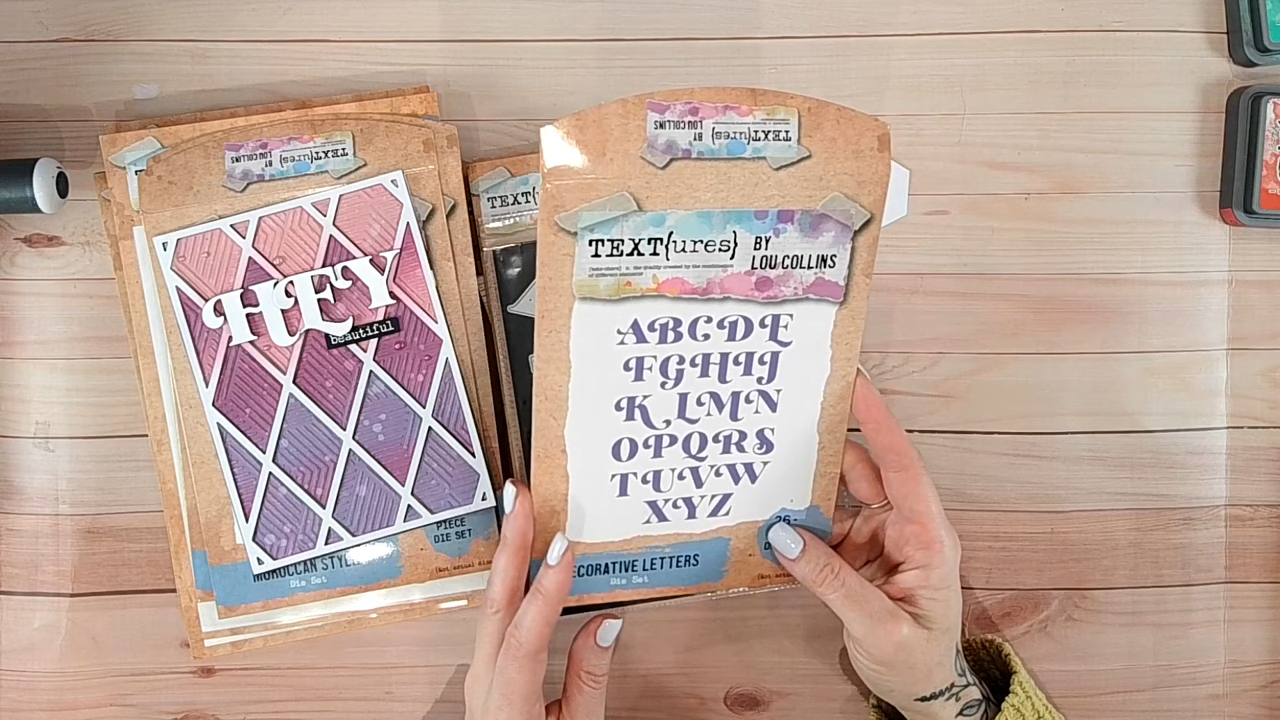 TEXT{ures}
BY
LOU COLLINS
HEY
beautiful
PIECE
DIE SET
MOROCCAN STYLE
Die Set
TEXT{
TEXT{ures}
BY
LOU COLLINS
TEXT{ures}
BY
LOU COLLINS
ABCDE
FGHIJ
KLMN
OPQRS
TUVW
XYZ
ECORATIVE LETTERS
Die Set